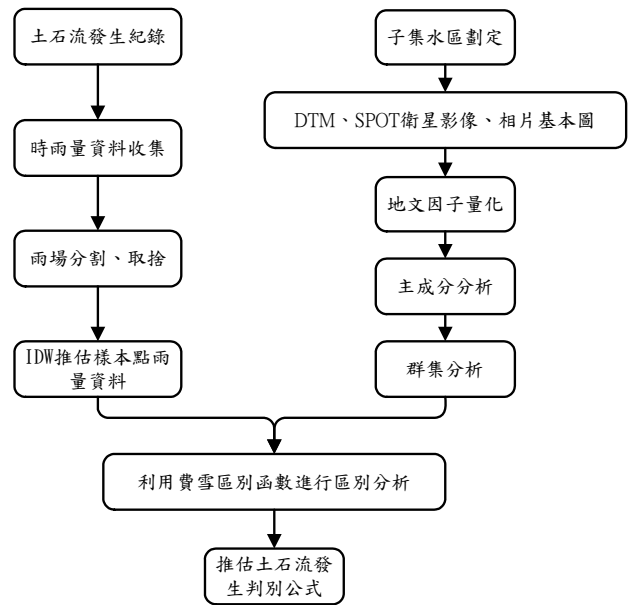 土石流發生紀錄
時雨量資料收集
雨場分割、取捨
IDW推估樣本點雨
量資料
子集水區劃定
DTM、SPOT衛星影像、相片基本圖
地文因子量化
主成分分析
群集分析
利用費雪區別函數進行區別分析
推估土石流發
生判別公式